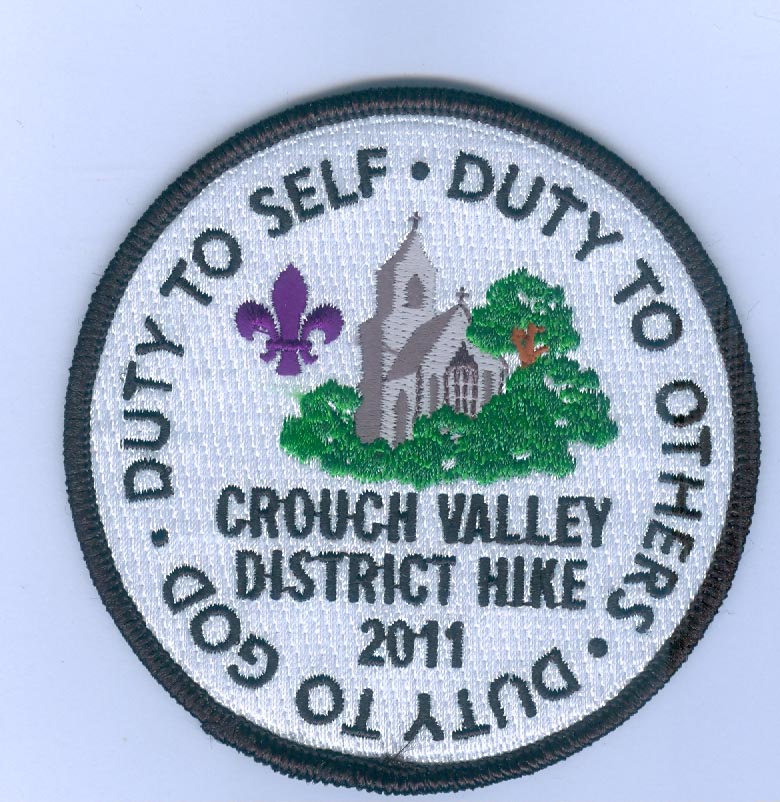 DUTY TO SELF • DUTY TO OTHERS • DUTY TO GOD •
CROUCH VALLEY
DISTRICT HIKE
2011